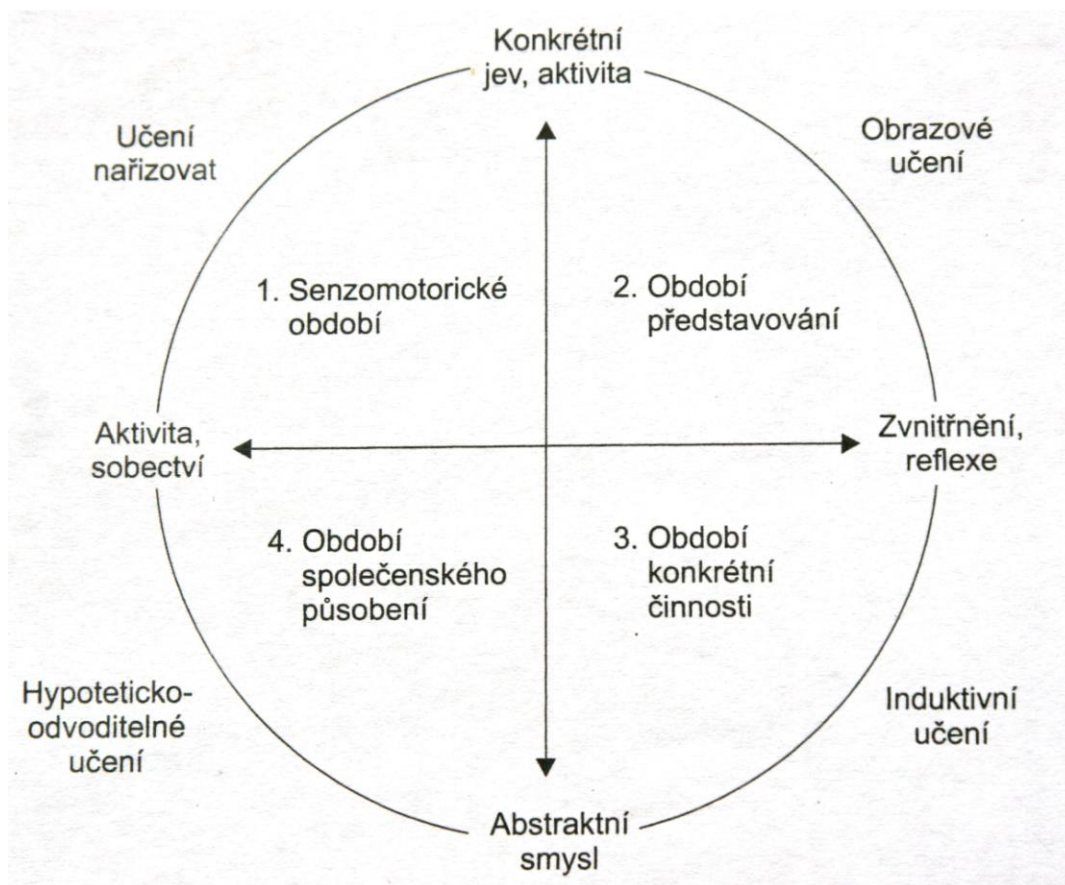 Konkrétní
jev, aktivita
Učení
nařizovat
Obrazové
učení
1. Senzomotorické
období
2. Období
představování
Aktivita,
sobectví
Zvnitřnění,
reflexe
4. Období
společenského
působení
3. Období
konkrétní
činnosti
Hypoteticko-
odvoditelné
učení
Induktivní
učení
Abstraktní
smysl